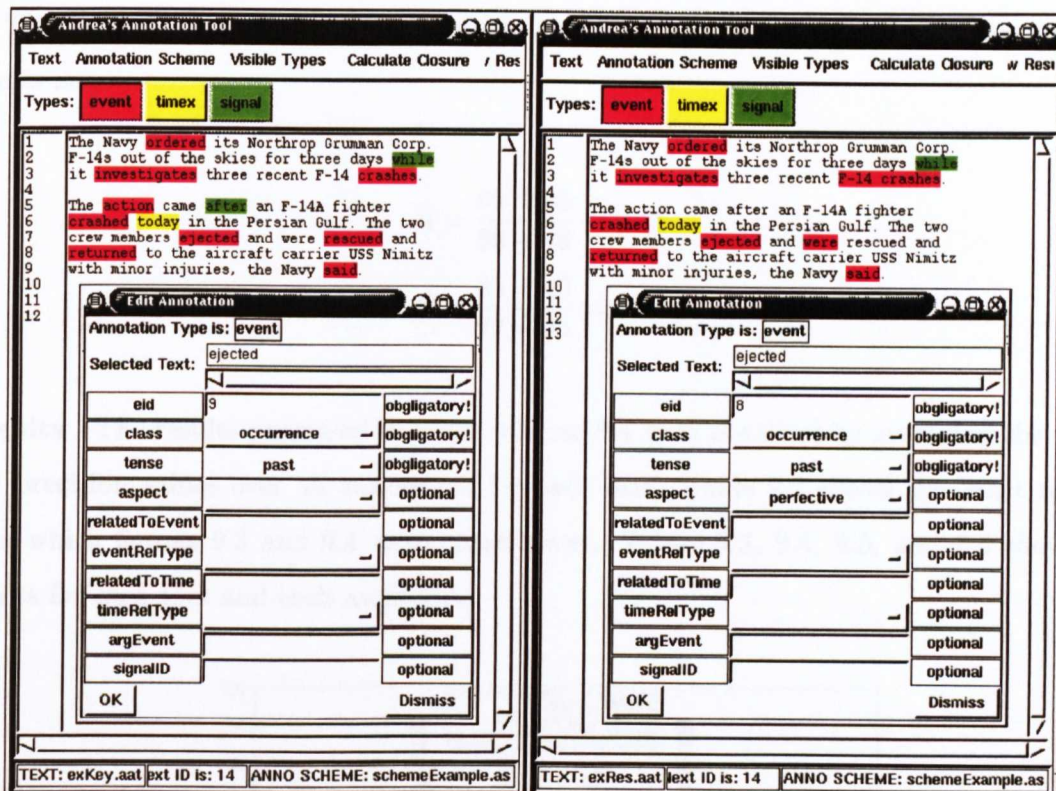 Andrea's Annotation Tool
Text Annotation Scheme Visible Types Calculate Closure / Res
Types: event timex signal
1 The Navy ordered its Northrop Grumman Corp.
2 F-14s out of the skies for three days while
3 it investigates three recent F-14 crashes.
4
5 The action came after an F-14A fighter
6 crashed today in the Persian Gulf. The two
7 crew members ejected and were rescued and
8 returned to the aircraft carrier USS Nimitz
9 with minor injuries, the Navy said.
10
11
12
Edit Annotation
Annotation Type is: event
Selected Text: ejected
eid 9 obgligatory!
class occurrence obgligatory!
tense past obgligatory!
aspect optional
relatedToEvent optional
eventRelType optional
relatedToTime optional
timeRelType optional
argEvent optional
signalID optional
OK Dismiss
TEXT: exKey.aat ext ID is: 14 ANNO SCHEME: schemeExample.as
Andrea's Annotation Tool
Text Annotation Scheme Visible Types Calculate Closure w Resu
Types: event timex signal
1 The Navy ordered its Northrop Grumman Corp.
2 F-14s out of the skies for three days while
3 it investigates three recent F-14 crashes.
4
5 The action came after an F-14A fighter
6 crashed today in the Persian Gulf. The two
7 crew members ejected and were rescued and
8 returned to the aircraft carrier USS Nimitz
9 with minor injuries, the Navy said.
10
11
12
13
Edit Annotation
Annotation Type is: event
Selected Text: ejected
eid 8 obgligatory!
class occurrence obgligatory!
tense past obgligatory!
aspect perfective optional
relatedToEvent optional
eventRelType optional
relatedToTime optional
timeRelType optional
argEvent optional
signalID optional
OK Dismiss
TEXT: exRes.aat ext ID is: 14 ANNO SCHEME: schemeExample.as